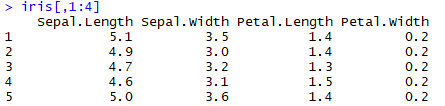 > iris[,1:4]
Sepal.Length Sepal.Width Petal.Length Petal.Width
1 5.1 3.5 1.4 0.2
2 4.9 3.0 1.4 0.2
3 4.7 3.2 1.3 0.2
4 4.6 3.1 1.5 0.2
5 5.0 3.6 1.4 0.2